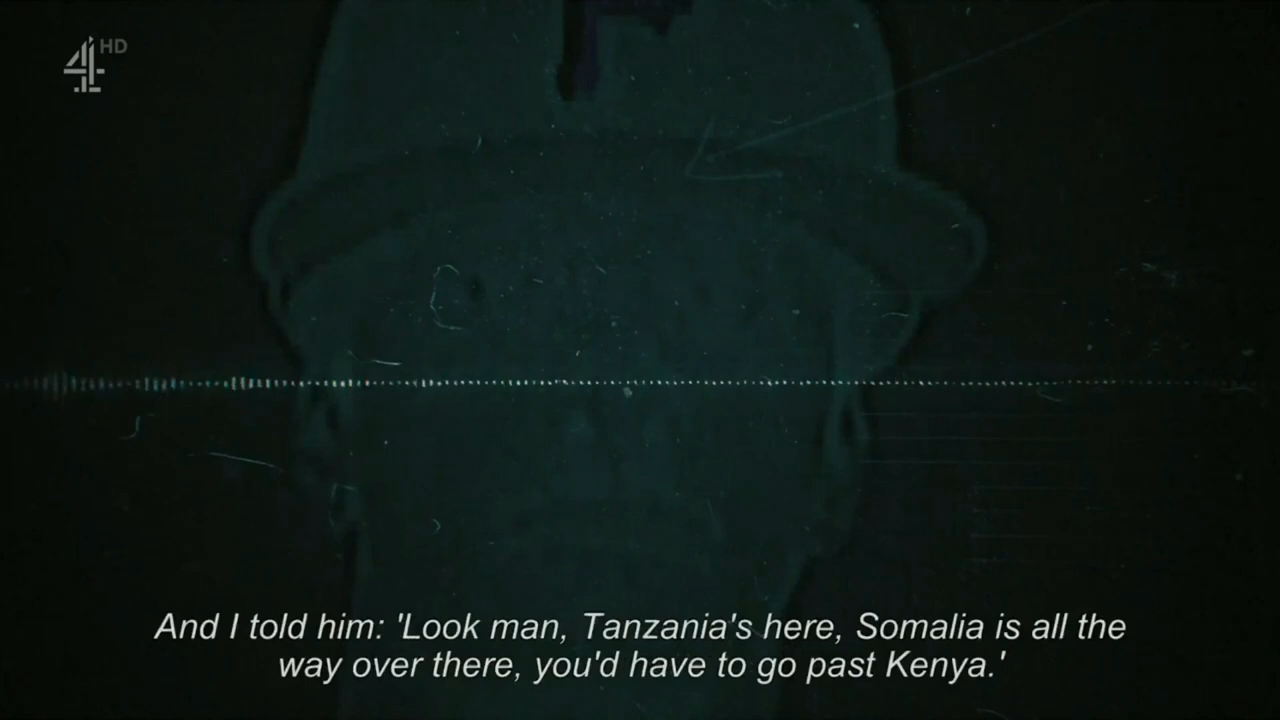 4 HD
And I told him: 'Look man, Tanzania's here, Somalia is all the
way over there, you'd have to go past Kenya.'